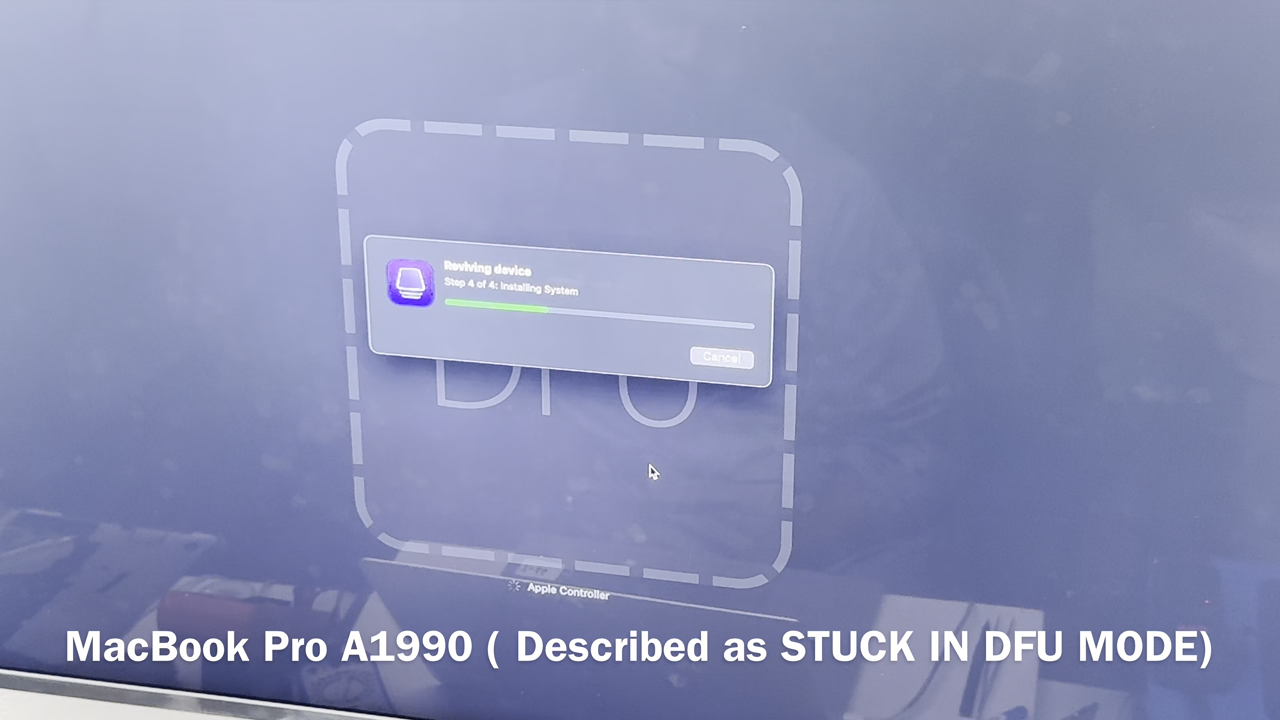 Reviving device
Step 4 of 4: Installing System
Cancel
DFU
Apple Controller
MacBook Pro A1990 ( Described as STUCK IN DFU MODE)